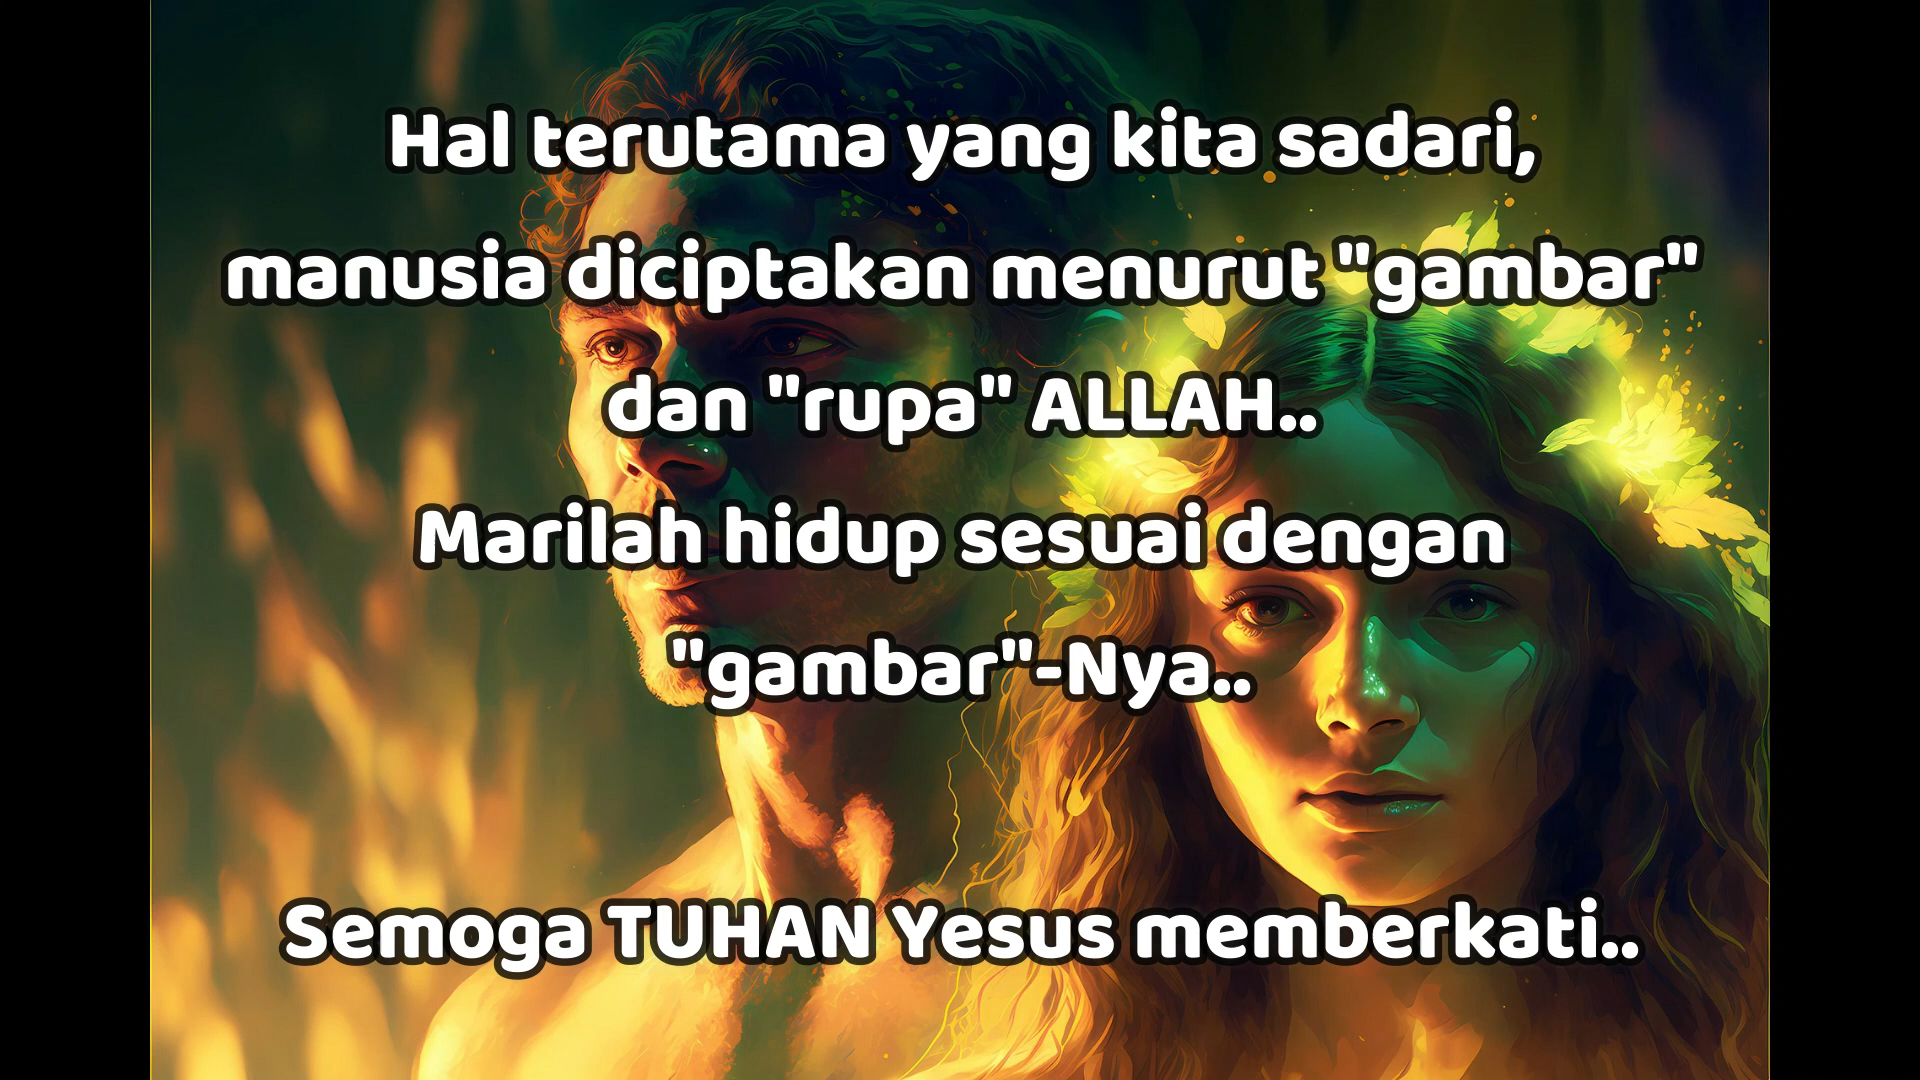 Hal terutama yang kita sadari,
manusia diciptakan menurut "gambar"
dan "rupa" ALLAH..
Marilah hidup sesuai dengan
"gambar"-Nya..
Semoga TUHAN Yesus memberkati..